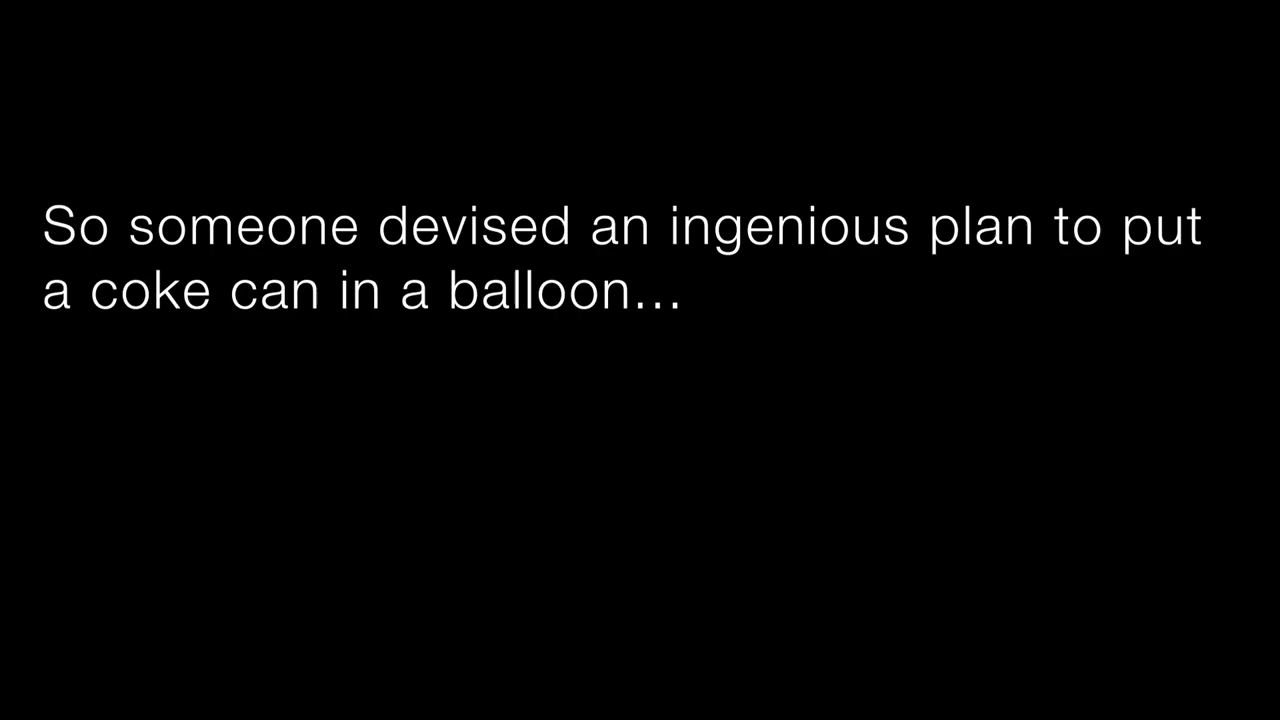 So someone devised an ingenious plan to put
a coke can in a balloon...